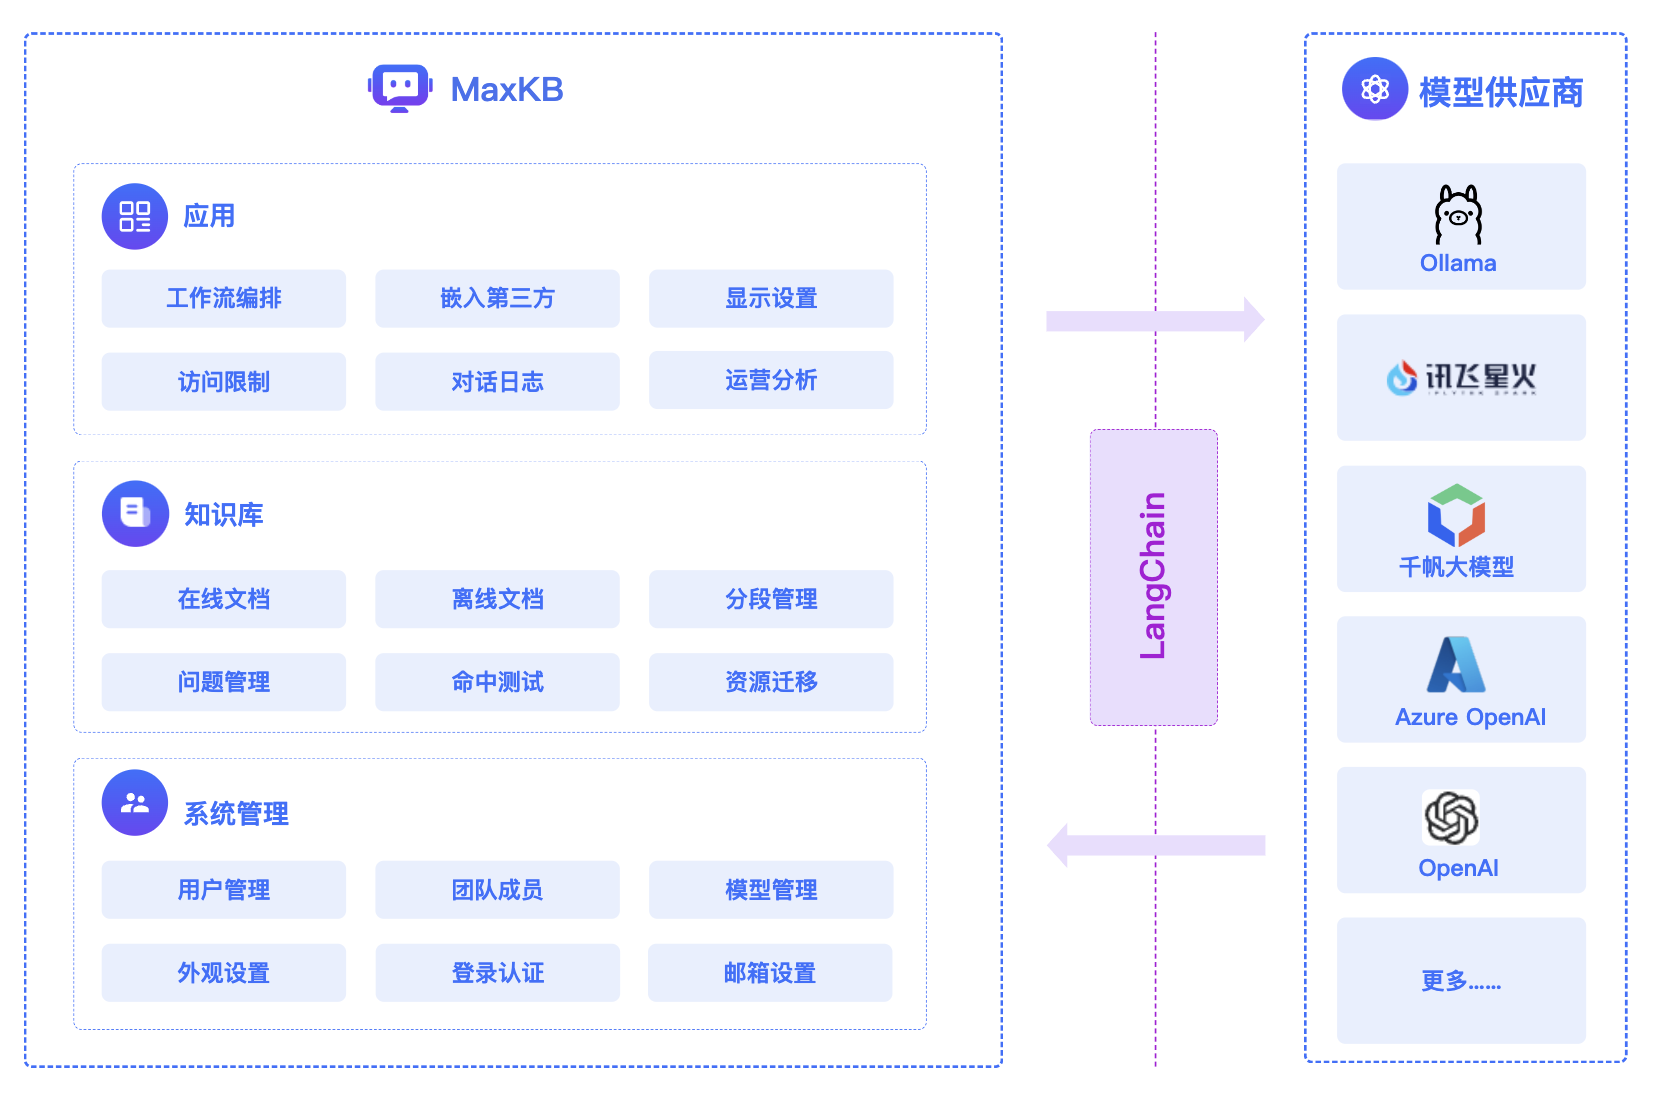 MaxKB
应用
工作流编排
嵌入第三方
显示设置
访问限制
对话日志
运营分析
知识库
在线文档
离线文档
分段管理
问题管理
命中测试
资源迁移
系统管理
用户管理
团队成员
模型管理
外观设置
登录认证
邮箱设置
LangChain
模型供应商
Ollama
讯飞星火
IFLYTEK SPARK
千帆大模型
Azure OpenAI
OpenAI
更多……